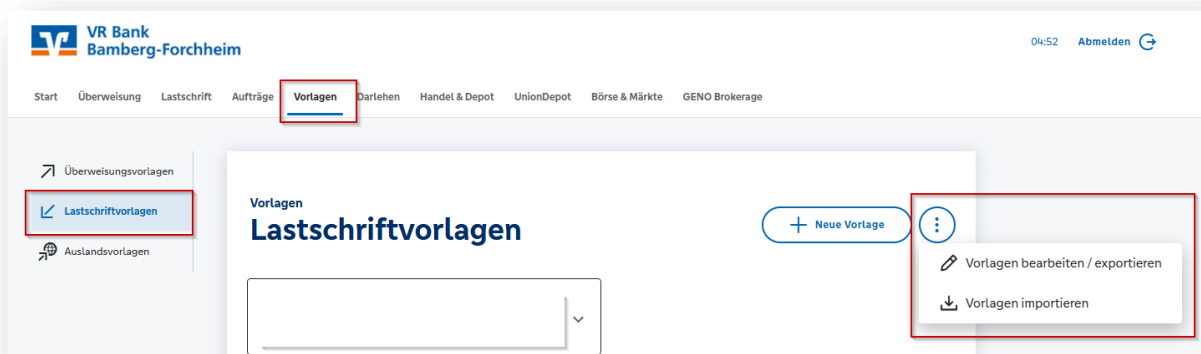 VR Bank
Bamberg-Forchheim
04:52 Abmelden
Start Überweisung Lastschrift Aufträge Vorlagen Darlehen Handel & Depot UnionDepot Börse & Märkte GENO Brokerage
Überweisungsvorlagen
Lastschriftvorlagen
Auslandsvorlagen
Vorlagen
Lastschriftvorlagen
Neue Vorlage
Vorlagen bearbeiten / exportieren
Vorlagen importieren